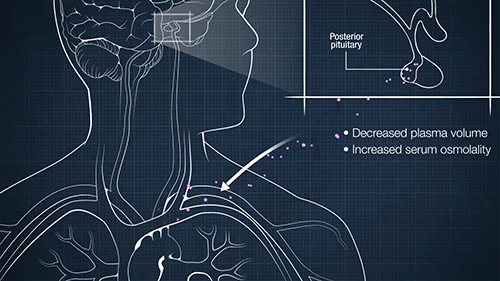 Posterior
pituitary
• Decreased plasma volume
• Increased serum osmolality